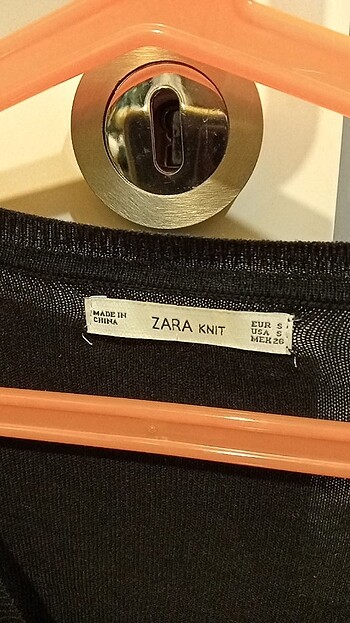 MADE IN
CHINA
ZARA KNIT
EUR S
USA S
MEX 26